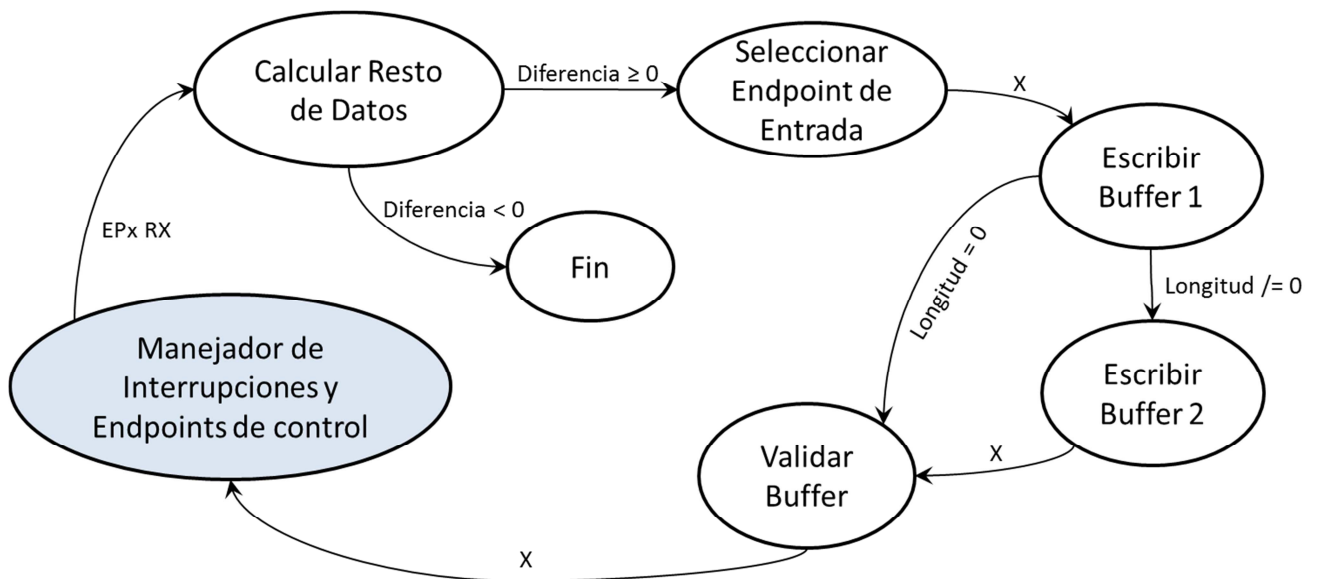 Calcular Resto
de Datos
Diferencia ≥ 0
Seleccionar
Endpoint de
Entrada
X
Escribir
Buffer 1
EPx RX
Diferencia < 0
Fin
Longitud = 0
Longitud /= 0
Manejador de
Interrupciones y
Endpoints de control
Escribir
Buffer 2
Validar
Buffer
X
X